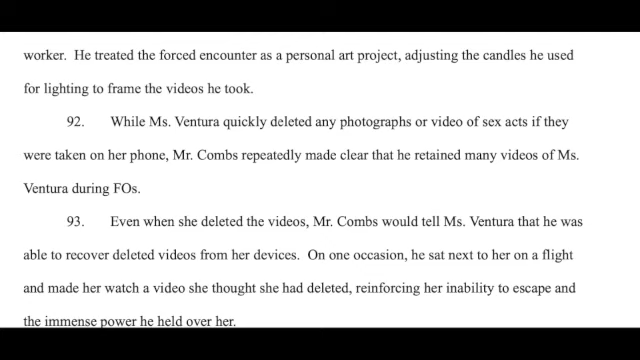 worker. He treated the forced encounter as a personal art project, adjusting the candles he used
for lighting to frame the videos he took.
92. While Ms. Ventura quickly deleted any photographs or video of sex acts if they
were taken on her phone, Mr. Combs repeatedly made clear that he retained many videos of Ms.
Ventura during FOs.
93. Even when she deleted the videos, Mr. Combs would tell Ms. Ventura that he was
able to recover deleted videos from her devices. On one occasion, he sat next to her on a flight
and made her watch a video she thought she had deleted, reinforcing her inability to escape and
the immense power he held over her.